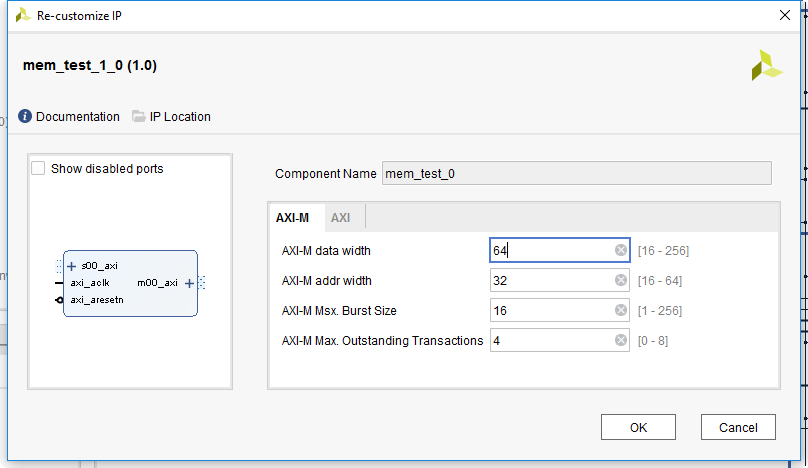 Re-customize IP
mem_test_1_0 (1.0)
Documentation IP Location
Show disabled ports
s00_axi
axi_aclk m00_axi
axi_aresetn
Component Name mem_test_0
AXI-M AXI
AXI-M data width 64 [16 - 256]
AXI-M addr width 32 [16 - 64]
AXI-M Msx. Burst Size 16 [1 - 256]
AXI-M Max. Outstanding Transactions 4 [0 - 8]
OK Cancel